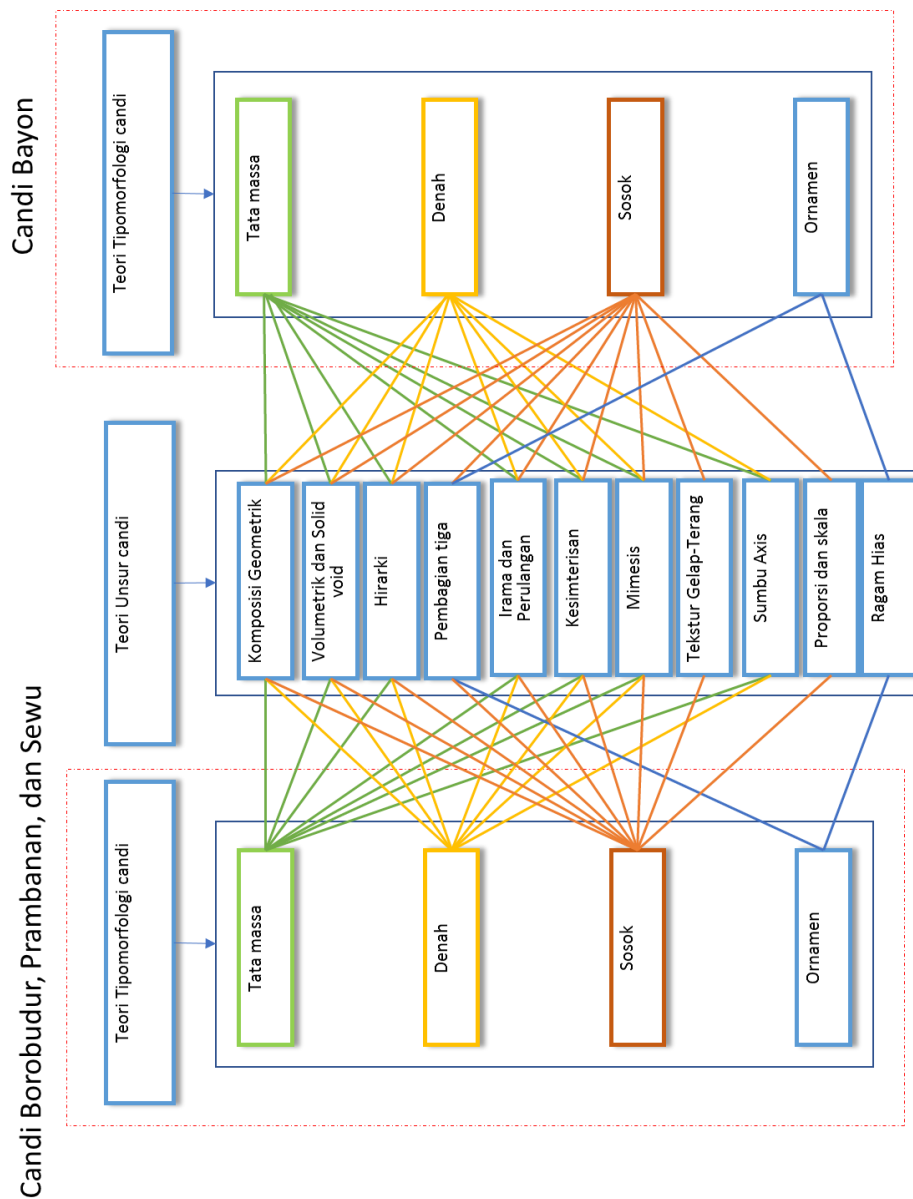 Candi Borobudur, Prambanan, dan Sewu
Candi Bayon
Teori Tipomorfologi candi
Teori Unsur candi
Teori Tipomorfologi candi
Tata massa
Denah
Sosok
Ornamen
Komposisi Geometrik
Volumetrik dan Solid
void
Hirarki
Pembagian tiga
Irama dan
Perulangan
Kesimterisan
Mimesis
Tekstur Gelap-Terang
Sumbu Axis
Proporsi dan skala
Ragam Hias
Tata massa
Denah
Sosok
Ornamen